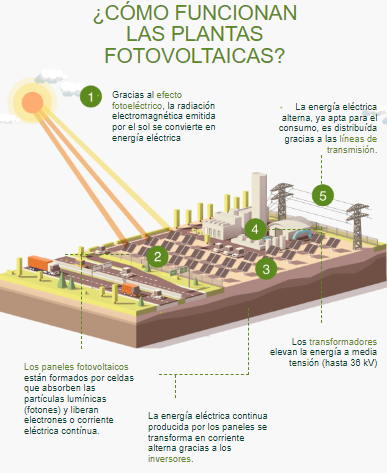 ¿CÓMO FUNCIONAN
LAS PLANTAS
FOTOVOLTAICAS?
1
Gracias al efecto
fotoeléctrico, la radiación
electromagnética emitida
por el sol se convierte en
energía eléctrica
La energía eléctrica
alterna, ya apta para el
consumo, es distribuída
gracias a las líneas de
transmisión.
5
4
2
3
Los transformadores
elevan la energía a media
tensión (hasta 36 kV)
Los paneles fotovoltaicos
están formados por celdas
que absorben las
partículas lumínicas
(fotones) y liberan
electrones o corriente
eléctrica contínua.
La energía eléctrica continua
producida por los paneles se
transforma en corriente
alterna gracias a los
inversores.